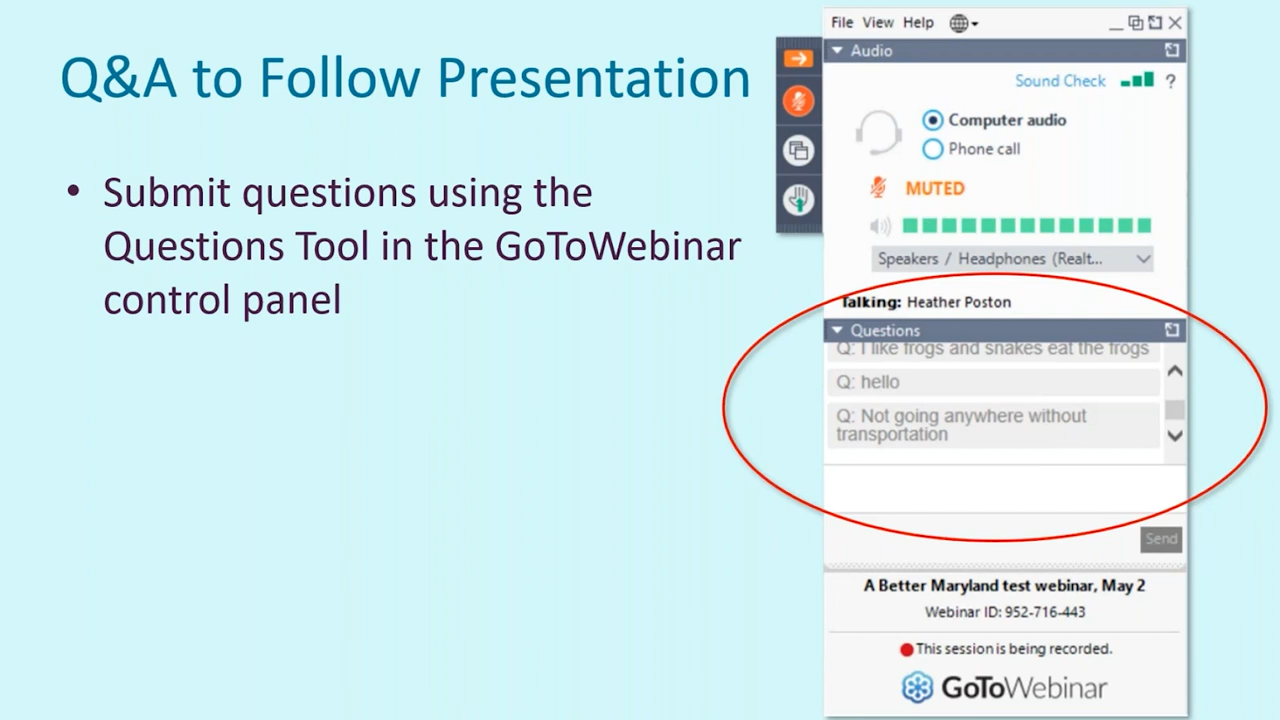 Q&A to Follow Presentation
• Submit questions using the
Questions Tool in the GoToWebinar
control panel
File View Help
Audio
Sound Check ?
Computer audio
Phone call
MUTED
Speakers / Headphones (Realt...
Talking: Heather Poston
Questions
Q: I like frogs and snakes eat the frogs
Q: hello
Q: Not going anywhere without
transportation
Send
A Better Maryland test webinar, May 2
Webinar ID: 952-716-443
This session is being recorded.
GoToWebinar